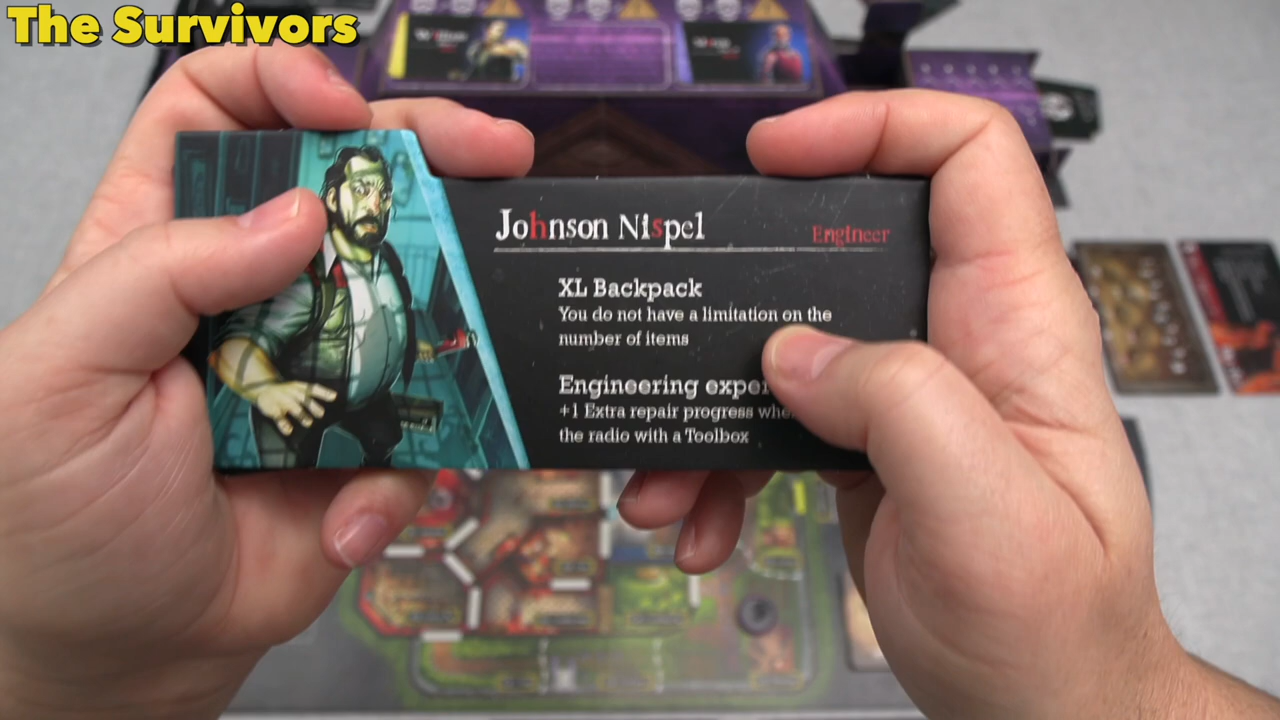 The Survivors
Johnson Nispel
Engineer
XL Backpack
You do not have a limitation on the
number of items
Engineering
+1 Extra repair progress
the radio with a Toolbox